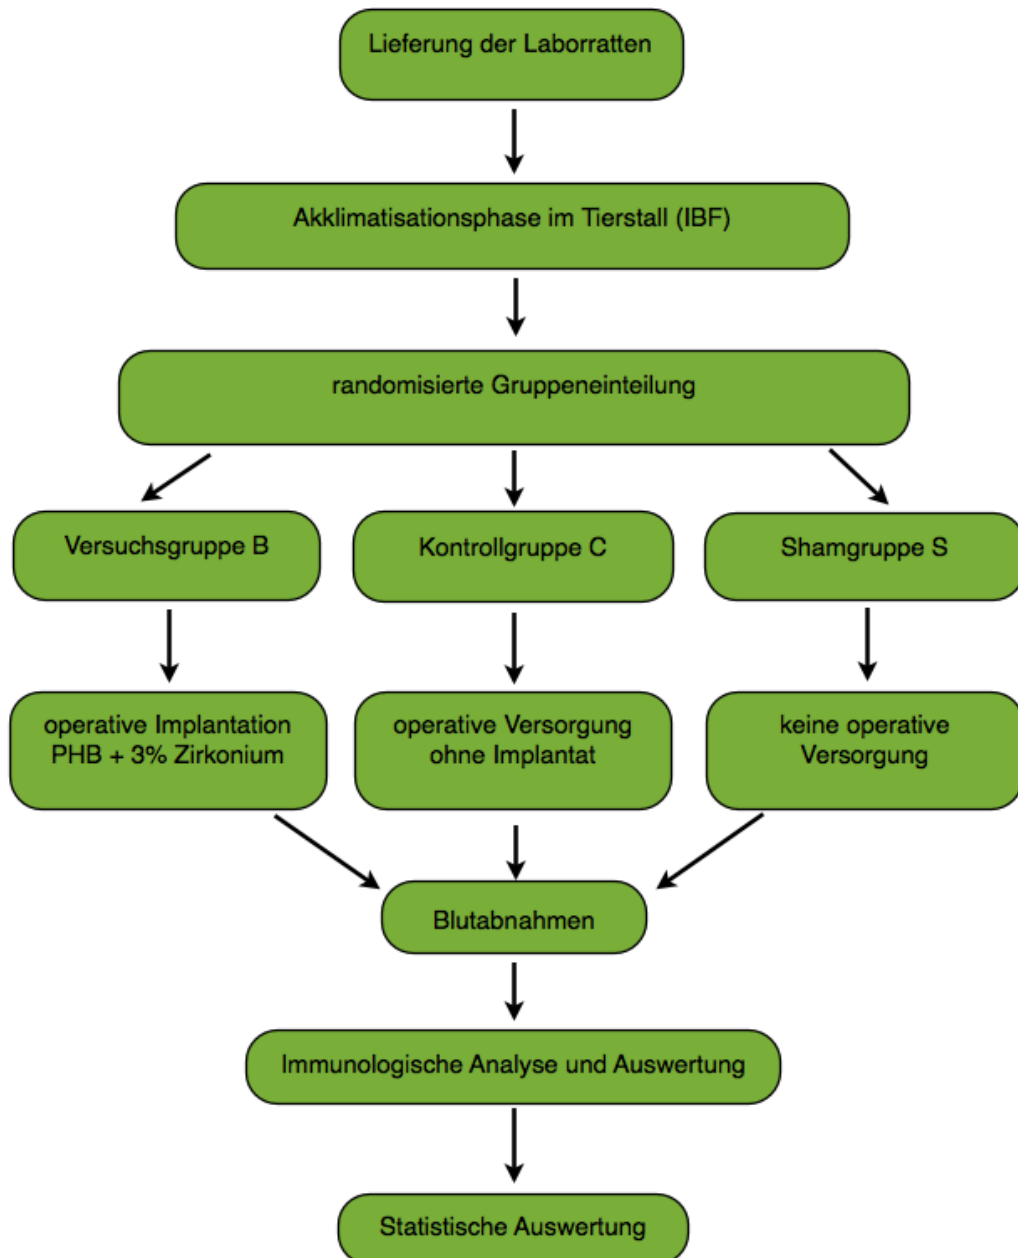 Lieferung der Laborratten
Akklimatisationsphase im Tierstall (IBF)
randomisierte Gruppeneinteilung
Versuchsgruppe B
Kontrollgruppe C
Shamgruppe S
operative Implantation
PHB + 3% Zirkonium
operative Versorgung
ohne Implantat
keine operative
Versorgung
Blutabnahmen
Immunologische Analyse und Auswertung
Statistische Auswertung